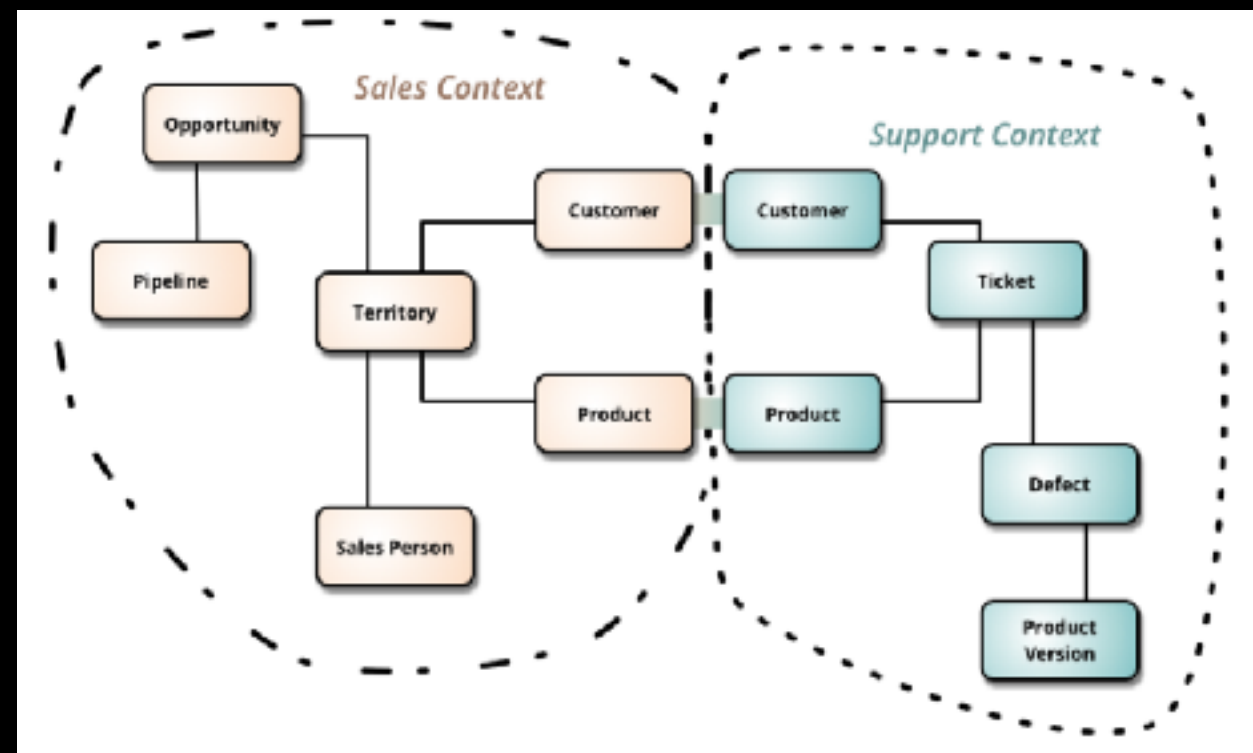 Sales Context
Opportunity
Support Context
Customer
Customer
Pipeline
Ticket
Territory
Product
Product
Defect
Sales Person
Product
Version